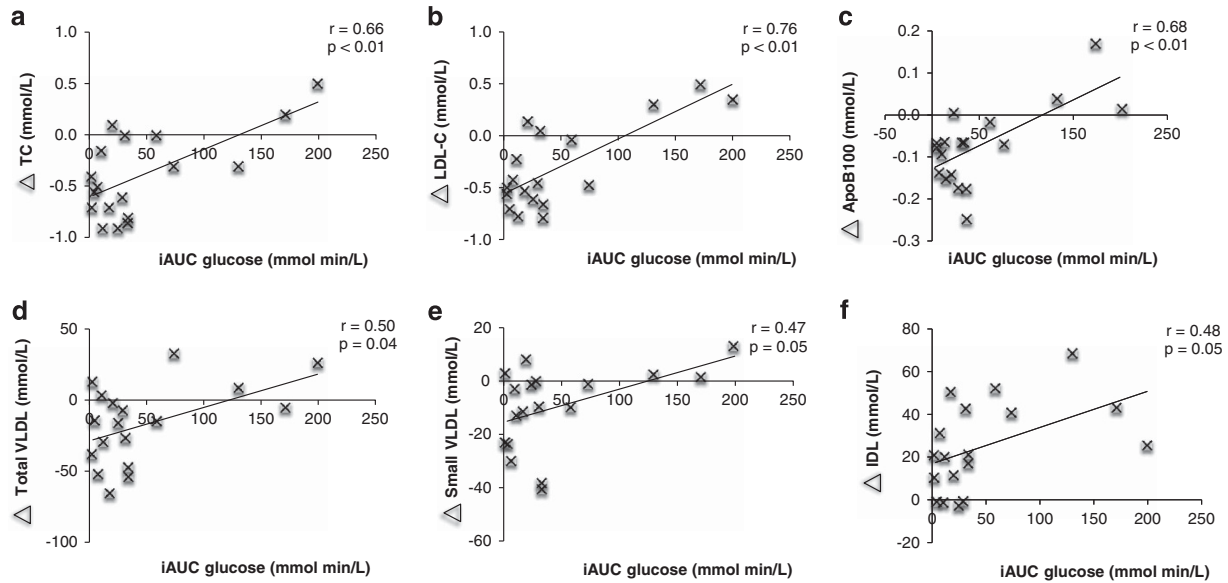 a
r = 0.66
p < 0.01
△ TC (mmol/L)
1.0
0.5
0.0
-0.5
-1.0
0 50 100 150 200 250
iAUC glucose (mmol min/L)
b
r = 0.76
p < 0.01
△ LDL-C (mmol/L)
1.0
0.5
0.0
-0.5
-1.0
0 50 100 150 200 250
iAUC glucose (mmol min/L)
c
r = 0.68
p < 0.01
△ ApoB100 (mmol/L)
0.2
0.1
0.0
-0.1
-0.2
-0.3
-50 0 50 150 250
iAUC glucose (mmol min/L)
d
r = 0.50
p = 0.04
△ Total VLDL (mmol/L)
50
0
-50
-100
0 50 100 150 200 250
iAUC glucose (mmol min/L)
e
r = 0.47
p = 0.05
△ Small VLDL (mmol/L)
20
0
-20
-40
-60
0 50 100 150 200 250
iAUC glucose (mmol min/L)
f
r = 0.48
p = 0.05
△ IDL (mmol/L)
80
60
40
20
0
-20
0 50 100 150 200 250
iAUC glucose (mmol min/L)